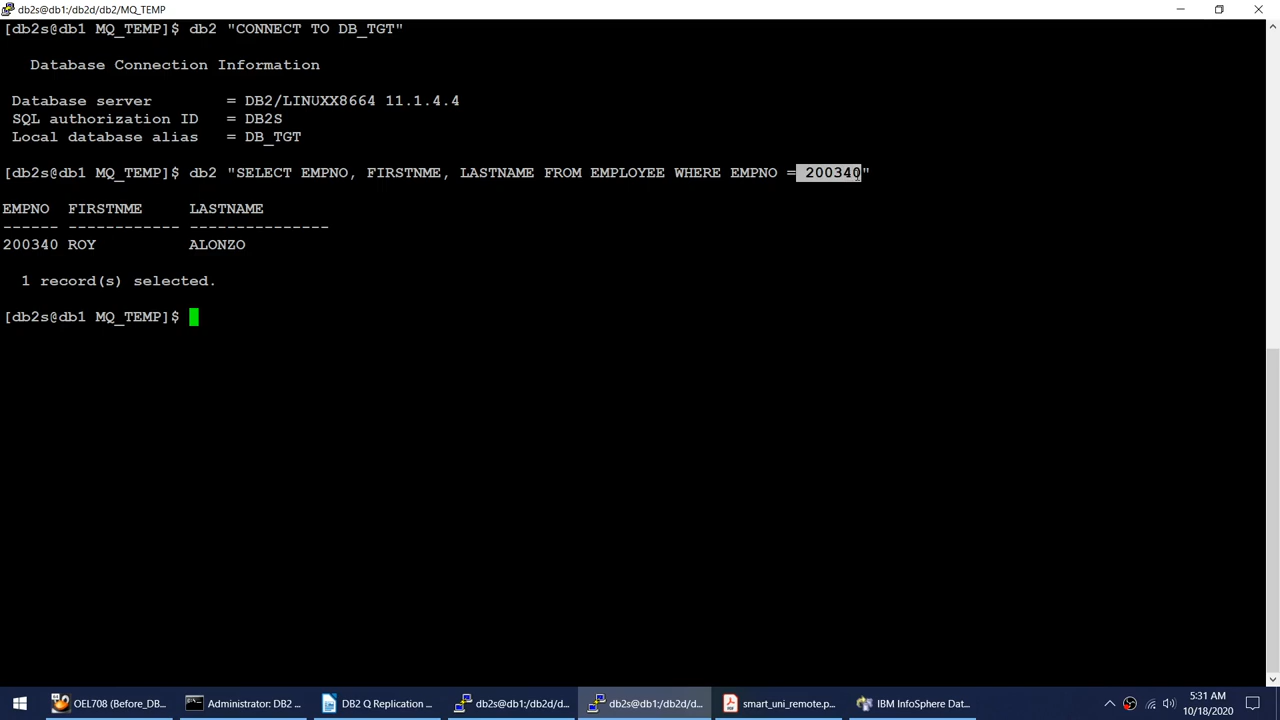 db2s@db1:/db2d/db2/MQ_TEMP
[db2s@db1 MQ_TEMP]$ db2 "CONNECT TO DB_TGT"
Database Connection Information
Database server = DB2/LINUXX8664 11.1.4.4
SQL authorization ID = DB2S
Local database alias = DB_TGT
[db2s@db1 MQ_TEMP]$ db2 "SELECT EMPNO, FIRSTNME, LASTNAME FROM EMPLOYEE WHERE EMPNO = 200340"
EMPNO FIRSTNME LASTNAME
------ ------------ ---------------
200340 ROY ALONZO
1 record(s) selected.
[db2s@db1 MQ_TEMP]$
OEL708 (Before_DB... Administrator: DB2 ... DB2 Q Replication ... db2s@db1:/db2d/d... db2s@db1:/db2d/d... smart_uni_remote.p... IBM InfoSphere Dat... 5:31 AM
10/18/2020